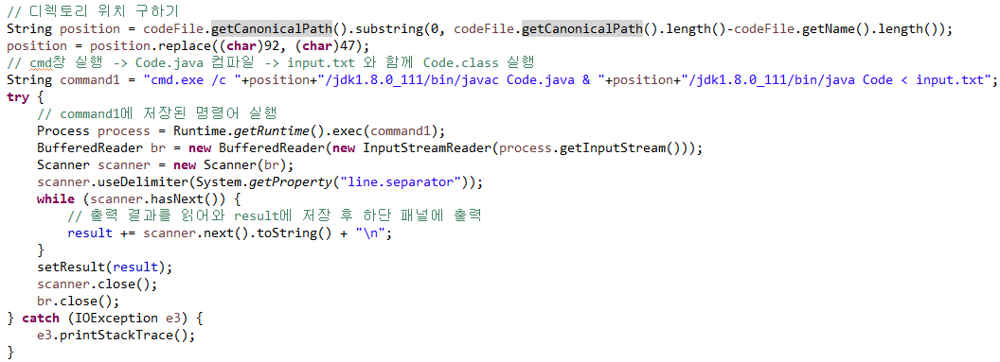 // 디렉토리 위치 구하기
String position = codeFile.getCanonicalPath().substring(0, codeFile.getCanonicalPath().length()-codeFile.getName().length());
position = position.replace((char)92, (char)47);
// cmd창 실행 -> Code.java 컴파일 -> input.txt 와 함께 Code.class 실행
String command1 = "cmd.exe /c "+position+"/jdk1.8.0_111/bin/javac Code.java & "+position+"/jdk1.8.0_111/bin/java Code < input.txt";
try {
    // command1에 저장된 명령어 실행
    Process process = Runtime.getRuntime().exec(command1);
    BufferedReader br = new BufferedReader(new InputStreamReader(process.getInputStream()));
    Scanner scanner = new Scanner(br);
    scanner.useDelimiter(System.getProperty("line.separator"));
    while (scanner.hasNext()) {
        // 출력 결과를 읽어와 result에 저장 후 하단 패널에 출력
        result += scanner.next().toString() + "\n";
    }
    setResult(result);
    scanner.close();
    br.close();
} catch (IOException e3) {
    e3.printStackTrace();
}